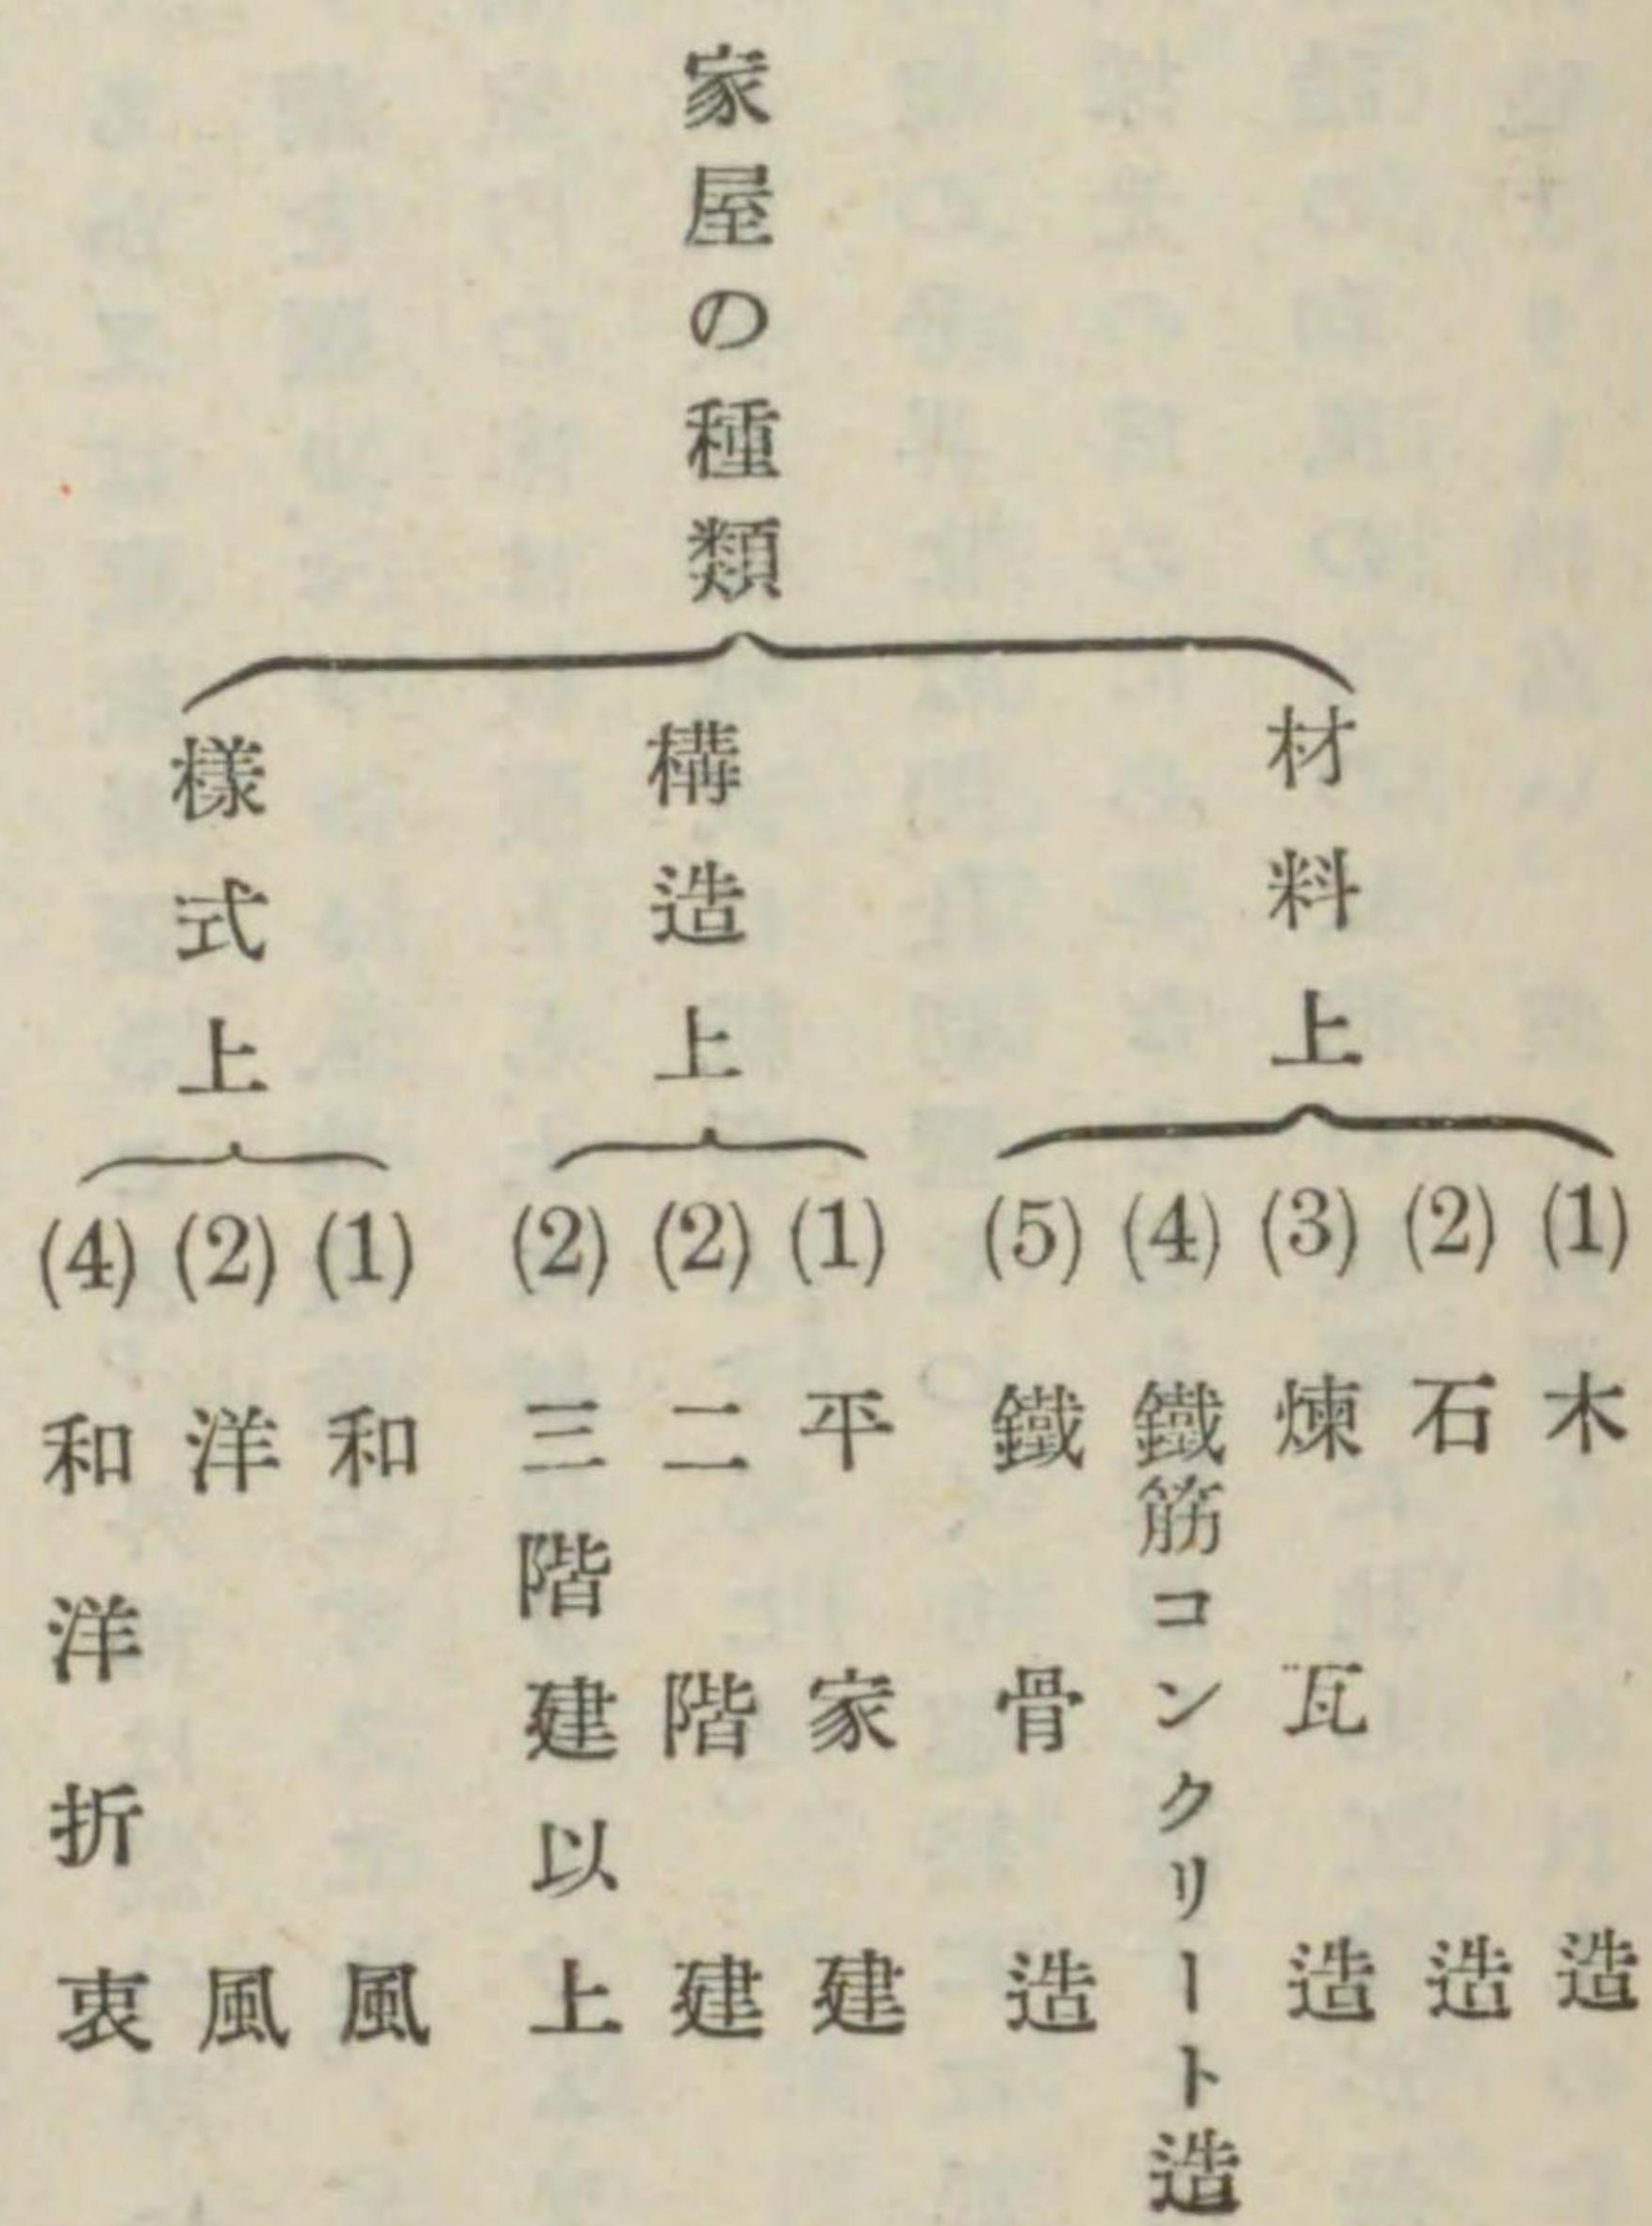 家屋の種類
材料上
(1)木造
(2)石造
(3)煉瓦造
(4)鐵筋コンクリート造
(5)鐵骨造
構造上
(1)平家建
(2)二階建
(2)三階建以上
樣式上
(1)和風
(2)洋風
(4)和洋折衷